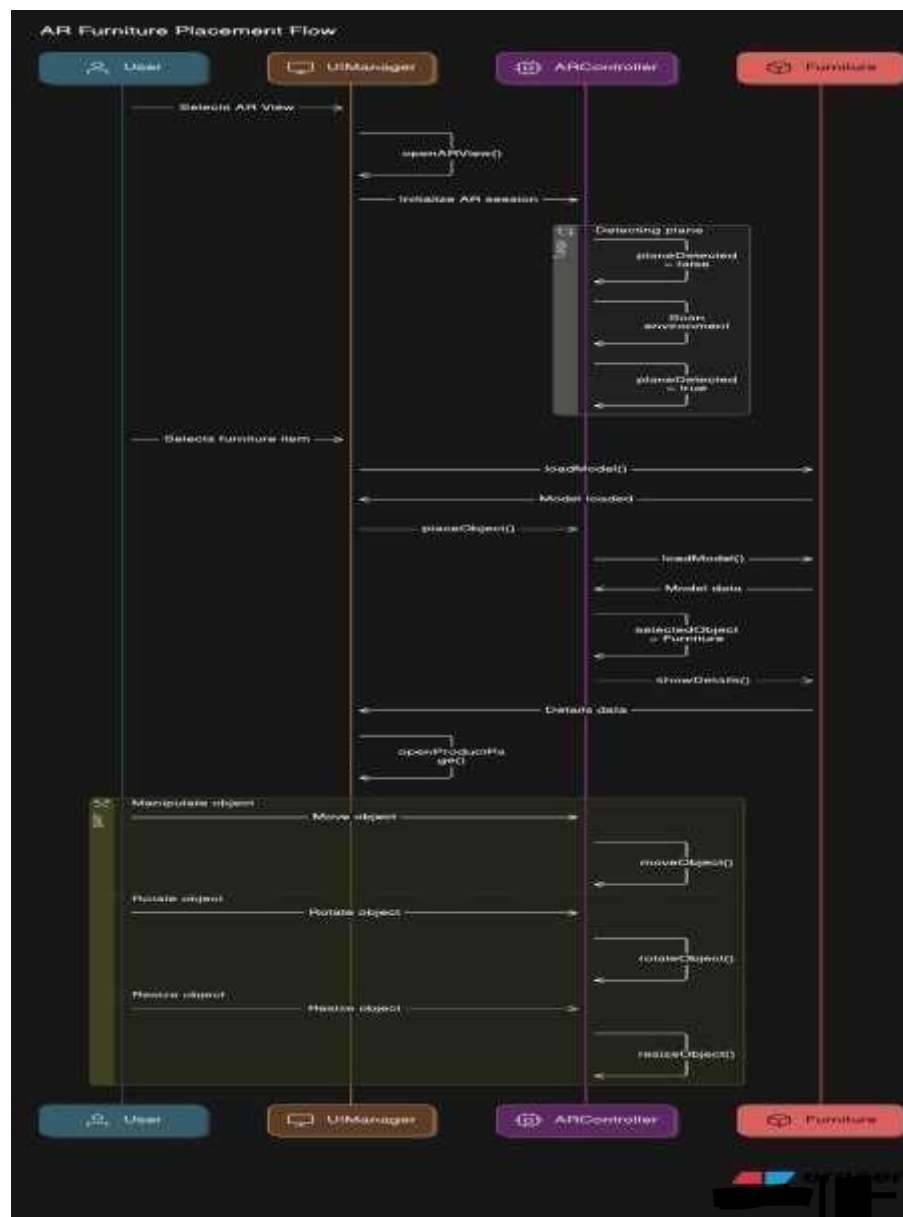 AR Furniture Placement Flow
User
UIManager
ARController
Furniture
Selects AR View
openARView()
Initialize AR session
Detecting plane
planeDetected
= false
Scan
environment
planeDetected
= true
Selects furniture item
loadModel()
Model loaded
placeObject()
loadModel()
Model data
selectedObject
= Furniture
showDetails()
Details data
openProductPa
ge()
Manipulate object
Move object
moveObject()
Rotate object
Rotate object
rotateObject()
Resize object
Resize object
resizeObject()
User
UIManager
ARController
Furniture